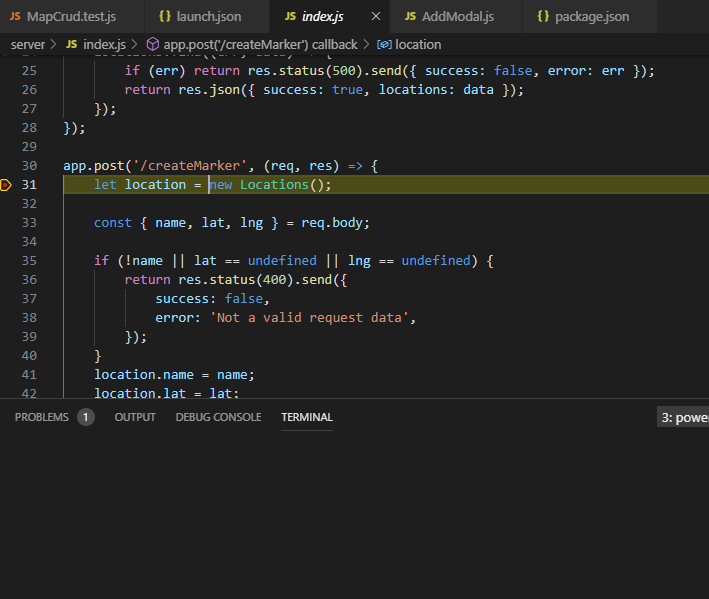 JS MapCrud.test.js {} launch.json JS index.js × JS AddModal.js {} package.json
server > JS index.js > app.post('/createMarker') callback > location
25 if (err) return res.status(500).send({ success: false, error: err });
26 return res.json({ success: true, locations: data });
27 });
28 });
29
30 app.post('/createMarker', (req, res) => {
31 let location = new Locations();
32
33 const { name, lat, lng } = req.body;
34
35 if (!name || lat == undefined || lng == undefined) {
36 return res.status(400).send({
37 success: false,
38 error: 'Not a valid request data',
39 });
40 }
41 location.name = name;
42 location.lat = lat;
PROBLEMS 1 OUTPUT DEBUG CONSOLE TERMINAL 3: power